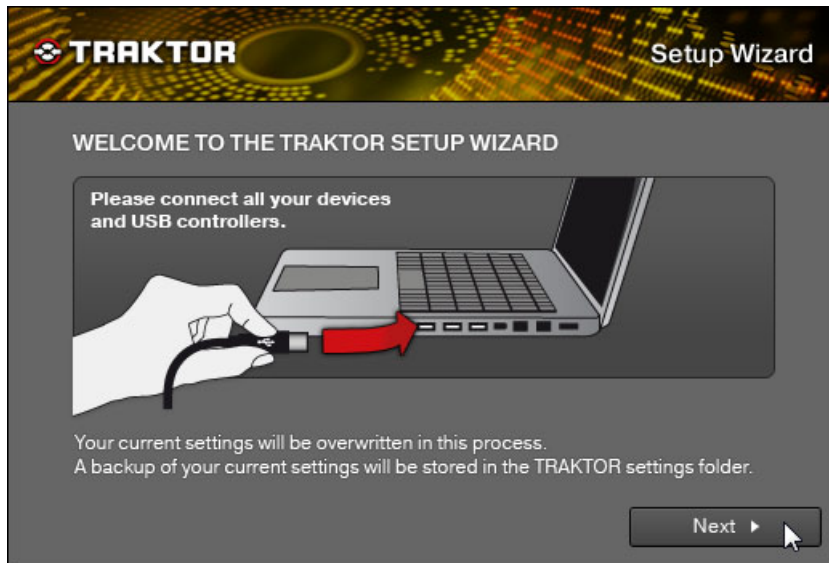 TRAKTOR
Setup Wizard
WELCOME TO THE TRAKTOR SETUP WIZARD
Please connect all your devices
and USB controllers.
Your current settings will be overwritten in this process.
A backup of your current settings will be stored in the TRAKTOR settings folder.
Next